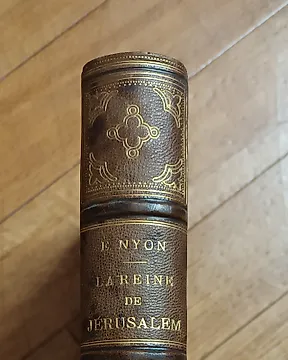 E. NYON
LA REINE
DE
JÉRUSALEM